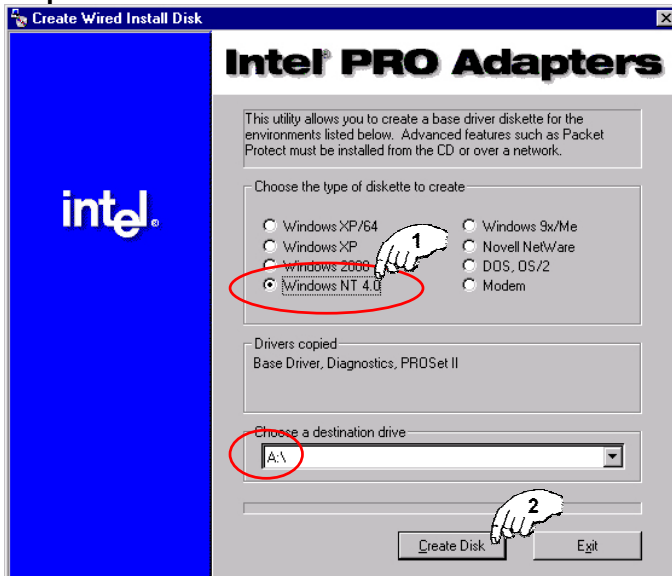 Create Wired Install Disk
Intel® PRO Adapters
This utility allows you to create a base driver diskette for the
environments listed below. Advanced features such as Packet
Protect must be installed from the CD or over a network.
intel®
Choose the type of diskette to create
Windows XP/64
Windows XP
Windows 2000
Windows NT 4.0
Windows 9x/Me
Novell NetWare
DOS, OS/2
Modem
1
Drivers copied
Base Driver, Diagnostics, PROSet II
Choose a destination drive
A:\
2
Create Disk
Exit